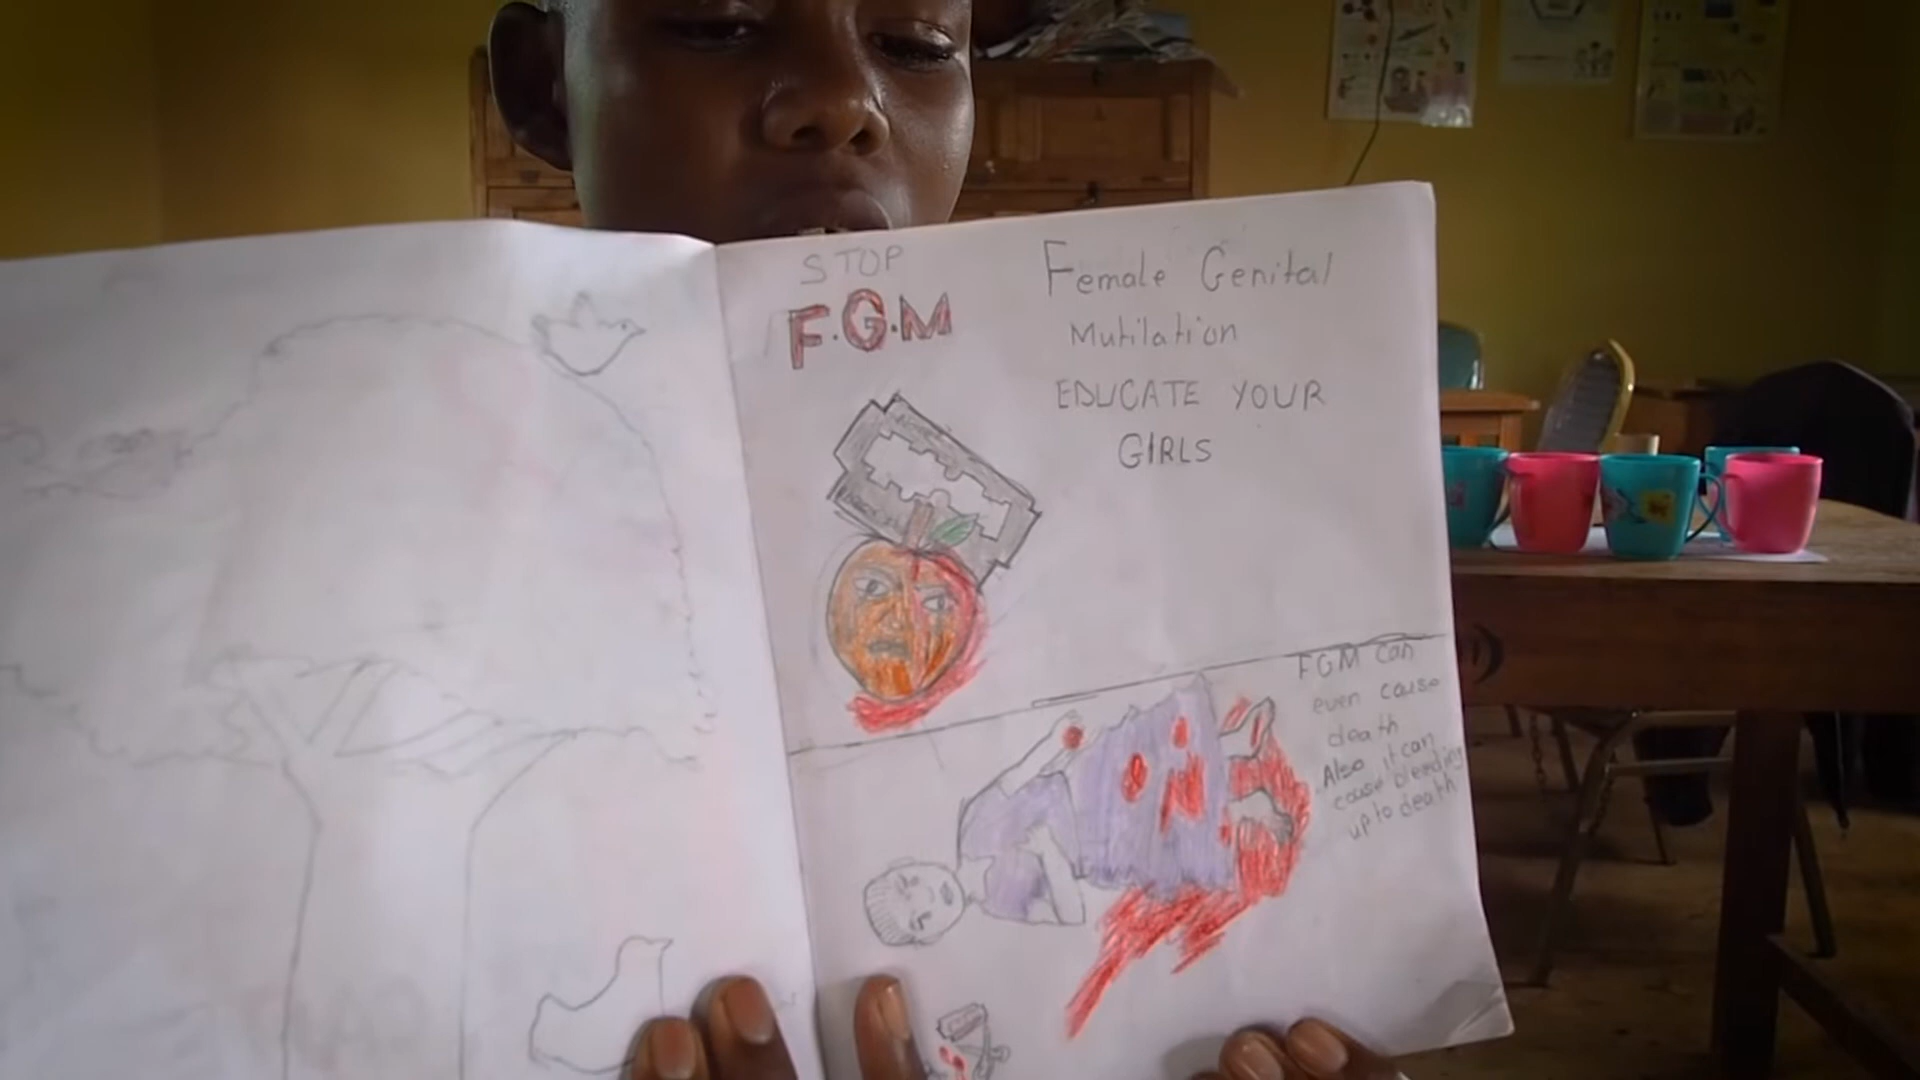 STOP
F.G.M
Female Genital
Mutilation
EDUCATE YOUR
GIRLS
FGM can
even cause
death
Also it can
cause bleeding
up to death